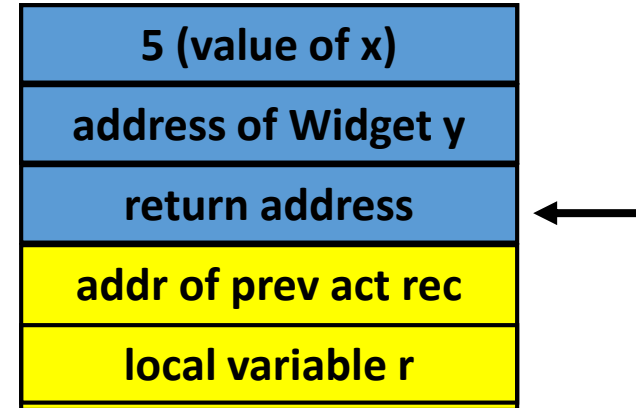 5 (value of x)
address of Widget y
return address
addr of prev act rec
local variable r